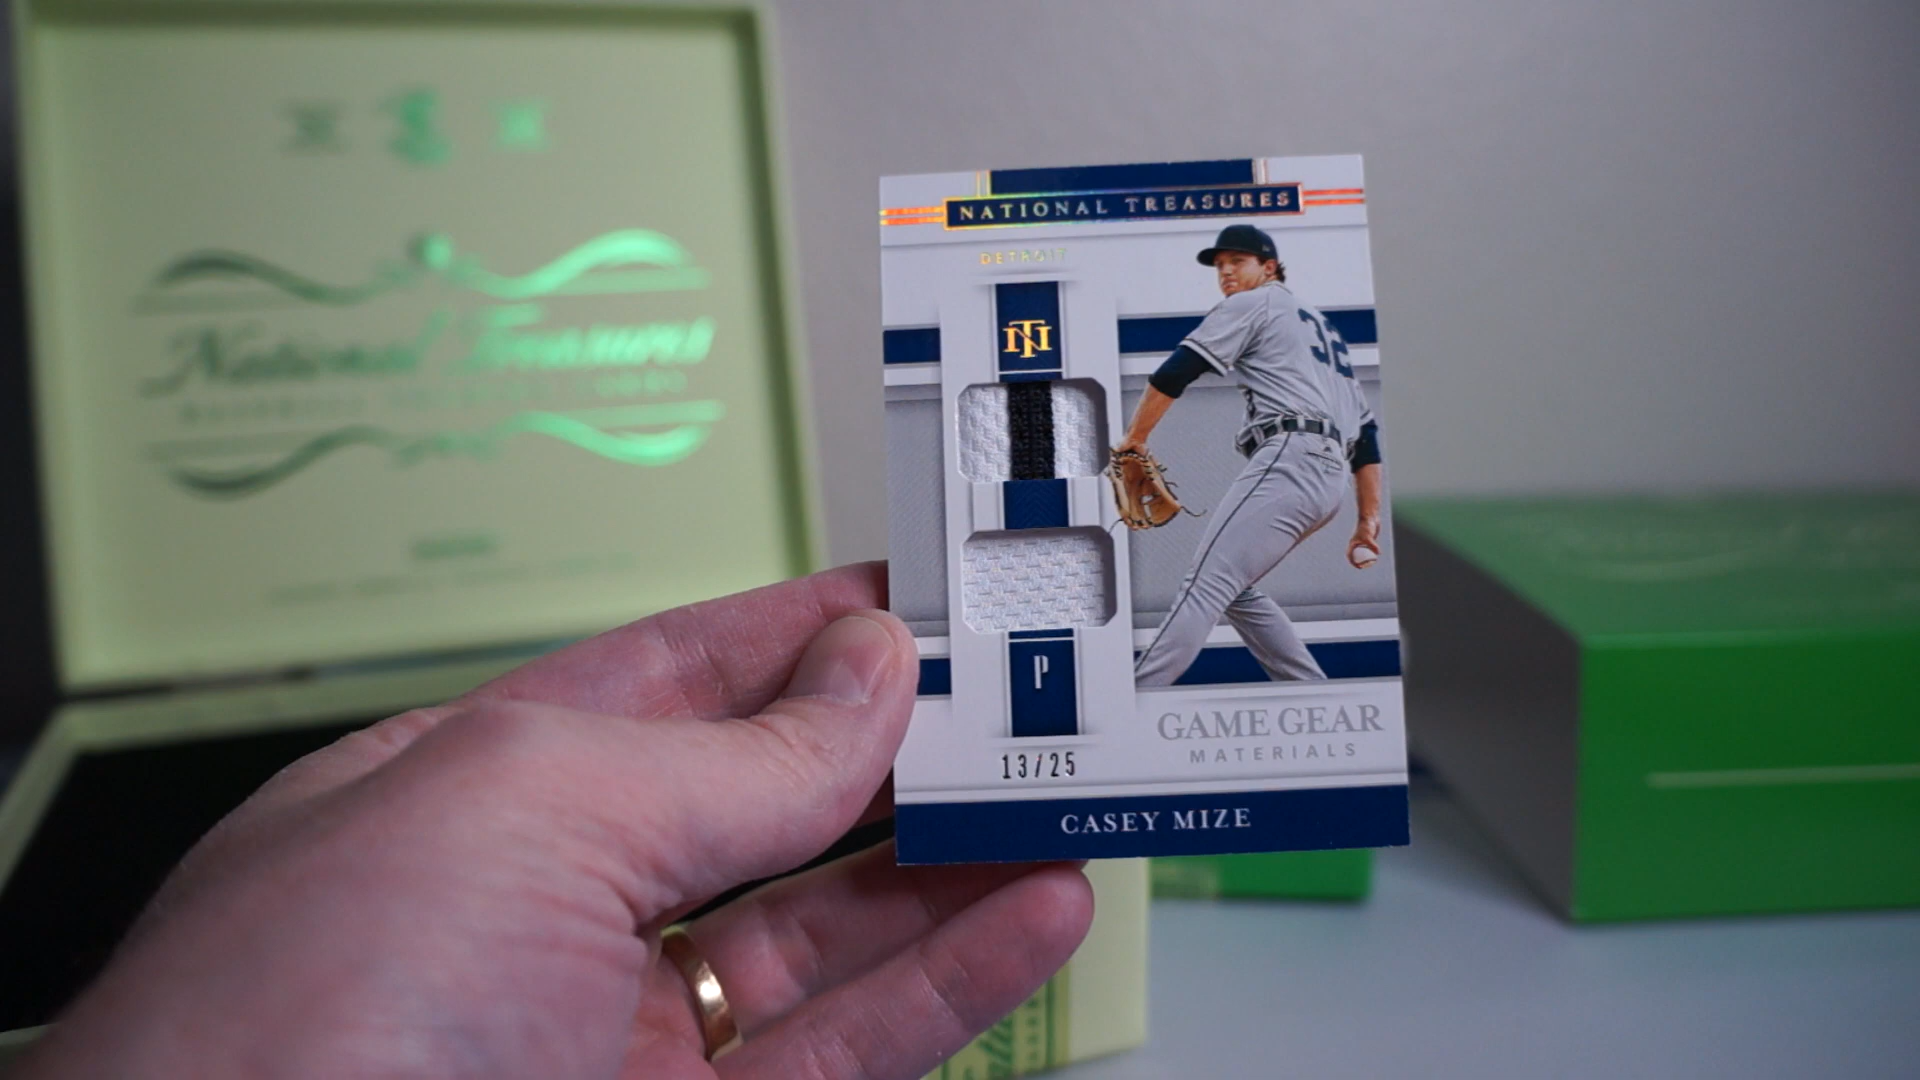 National Treasures
NATIONAL TREASURES
DETROIT
NT
32
P
GAME GEAR
MATERIALS
13/25
CASEY MIZE